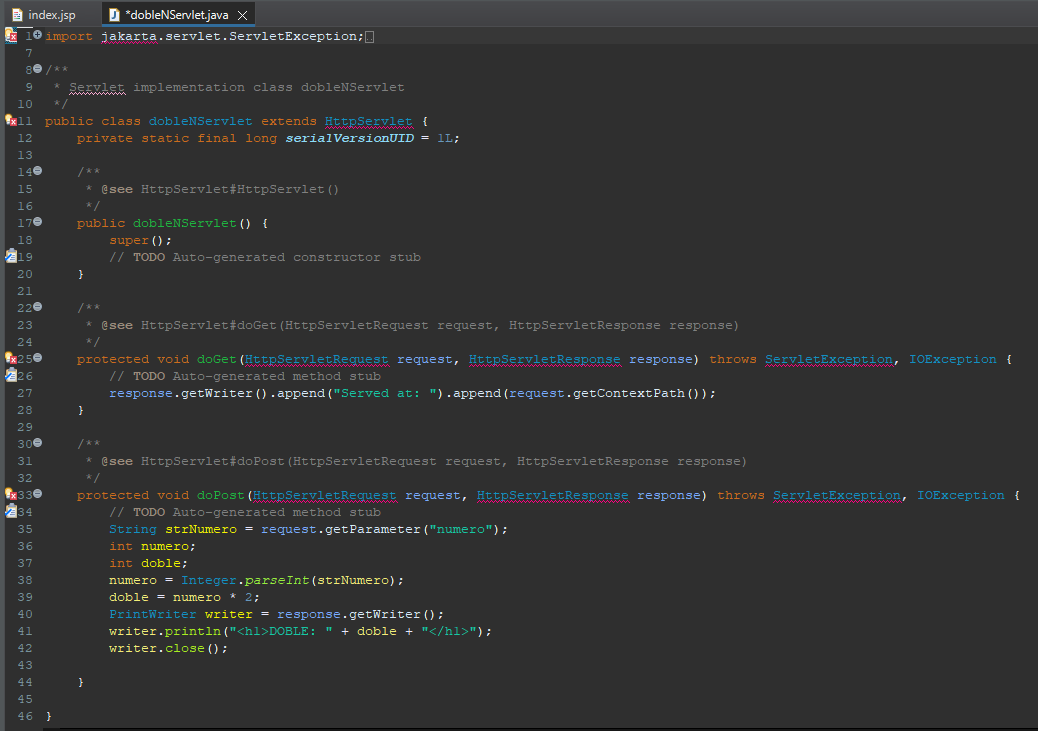 index.jsp
*dobleNServlet.java
1 import jakarta.servlet.ServletException;
7
8 /**
9 * Servlet implementation class dobleNServlet
10 */
11 public class dobleNServlet extends HttpServlet {
12 private static final long serialVersionUID = 1L;
13
14 /**
15 * @see HttpServlet#HttpServlet()
16 */
17 public dobleNServlet() {
18 super();
19 // TODO Auto-generated constructor stub
20 }
21
22 /**
23 * @see HttpServlet#doGet(HttpServletRequest request, HttpServletResponse response)
24 */
25 protected void doGet(HttpServletRequest request, HttpServletResponse response) throws ServletException, IOException {
26 // TODO Auto-generated method stub
27 response.getWriter().append("Served at: ").append(request.getContextPath());
28 }
29
30 /**
31 * @see HttpServlet#doPost(HttpServletRequest request, HttpServletResponse response)
32 */
33 protected void doPost(HttpServletRequest request, HttpServletResponse response) throws ServletException, IOException {
34 // TODO Auto-generated method stub
35 String strNumero = request.getParameter("numero");
36 int numero;
37 int doble;
38 numero = Integer.parseInt(strNumero);
39 doble = numero * 2;
40 PrintWriter writer = response.getWriter();
41 writer.println("<h1>DOBLE: " + doble + "</h1>");
42 writer.close();
43
44 }
45
46 }